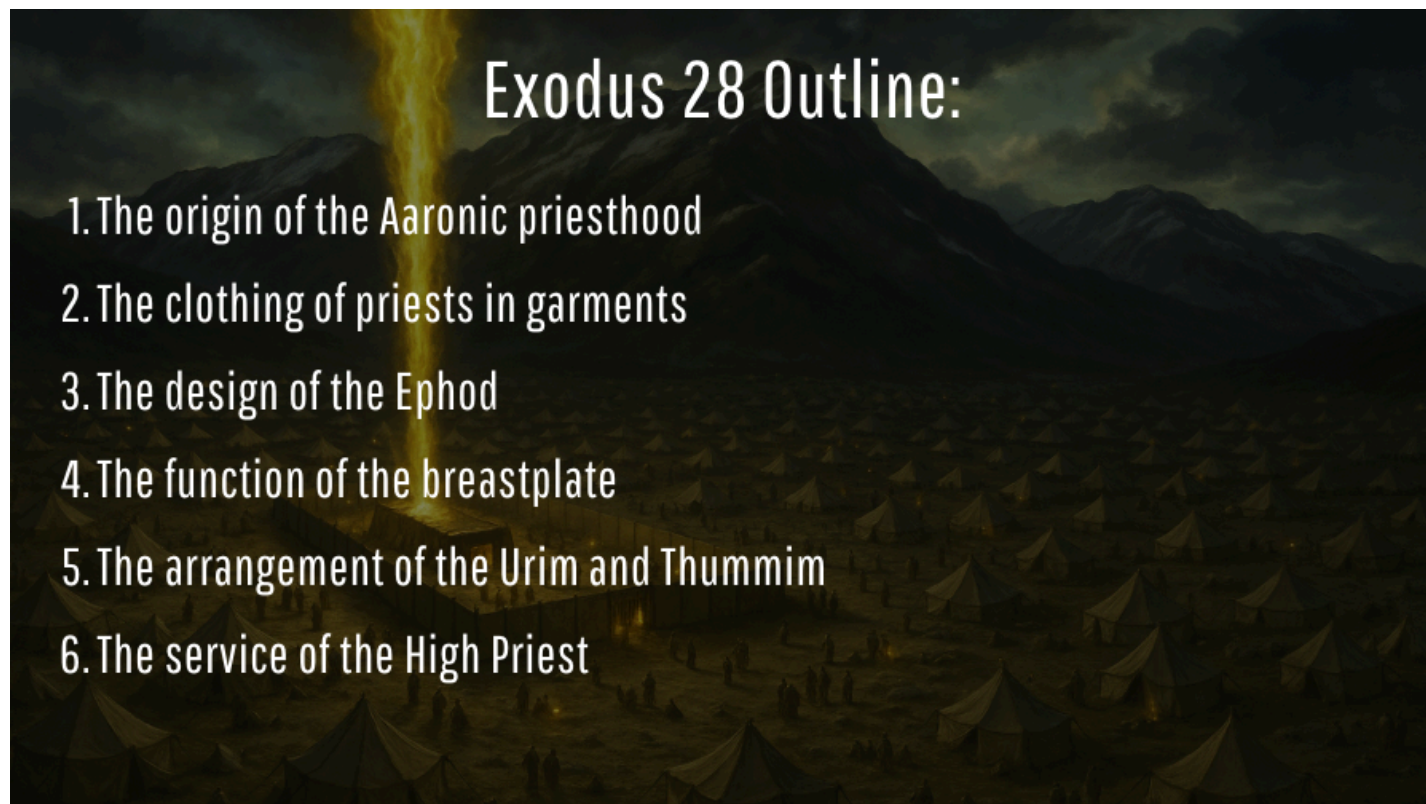 Exodus 28 Outline:
1. The origin of the Aaronic priesthood
2. The clothing of priests in garments
3. The design of the Ephod
4. The function of the breastplate
5. The arrangement of the Urim and Thummim
6. The service of the High Priest